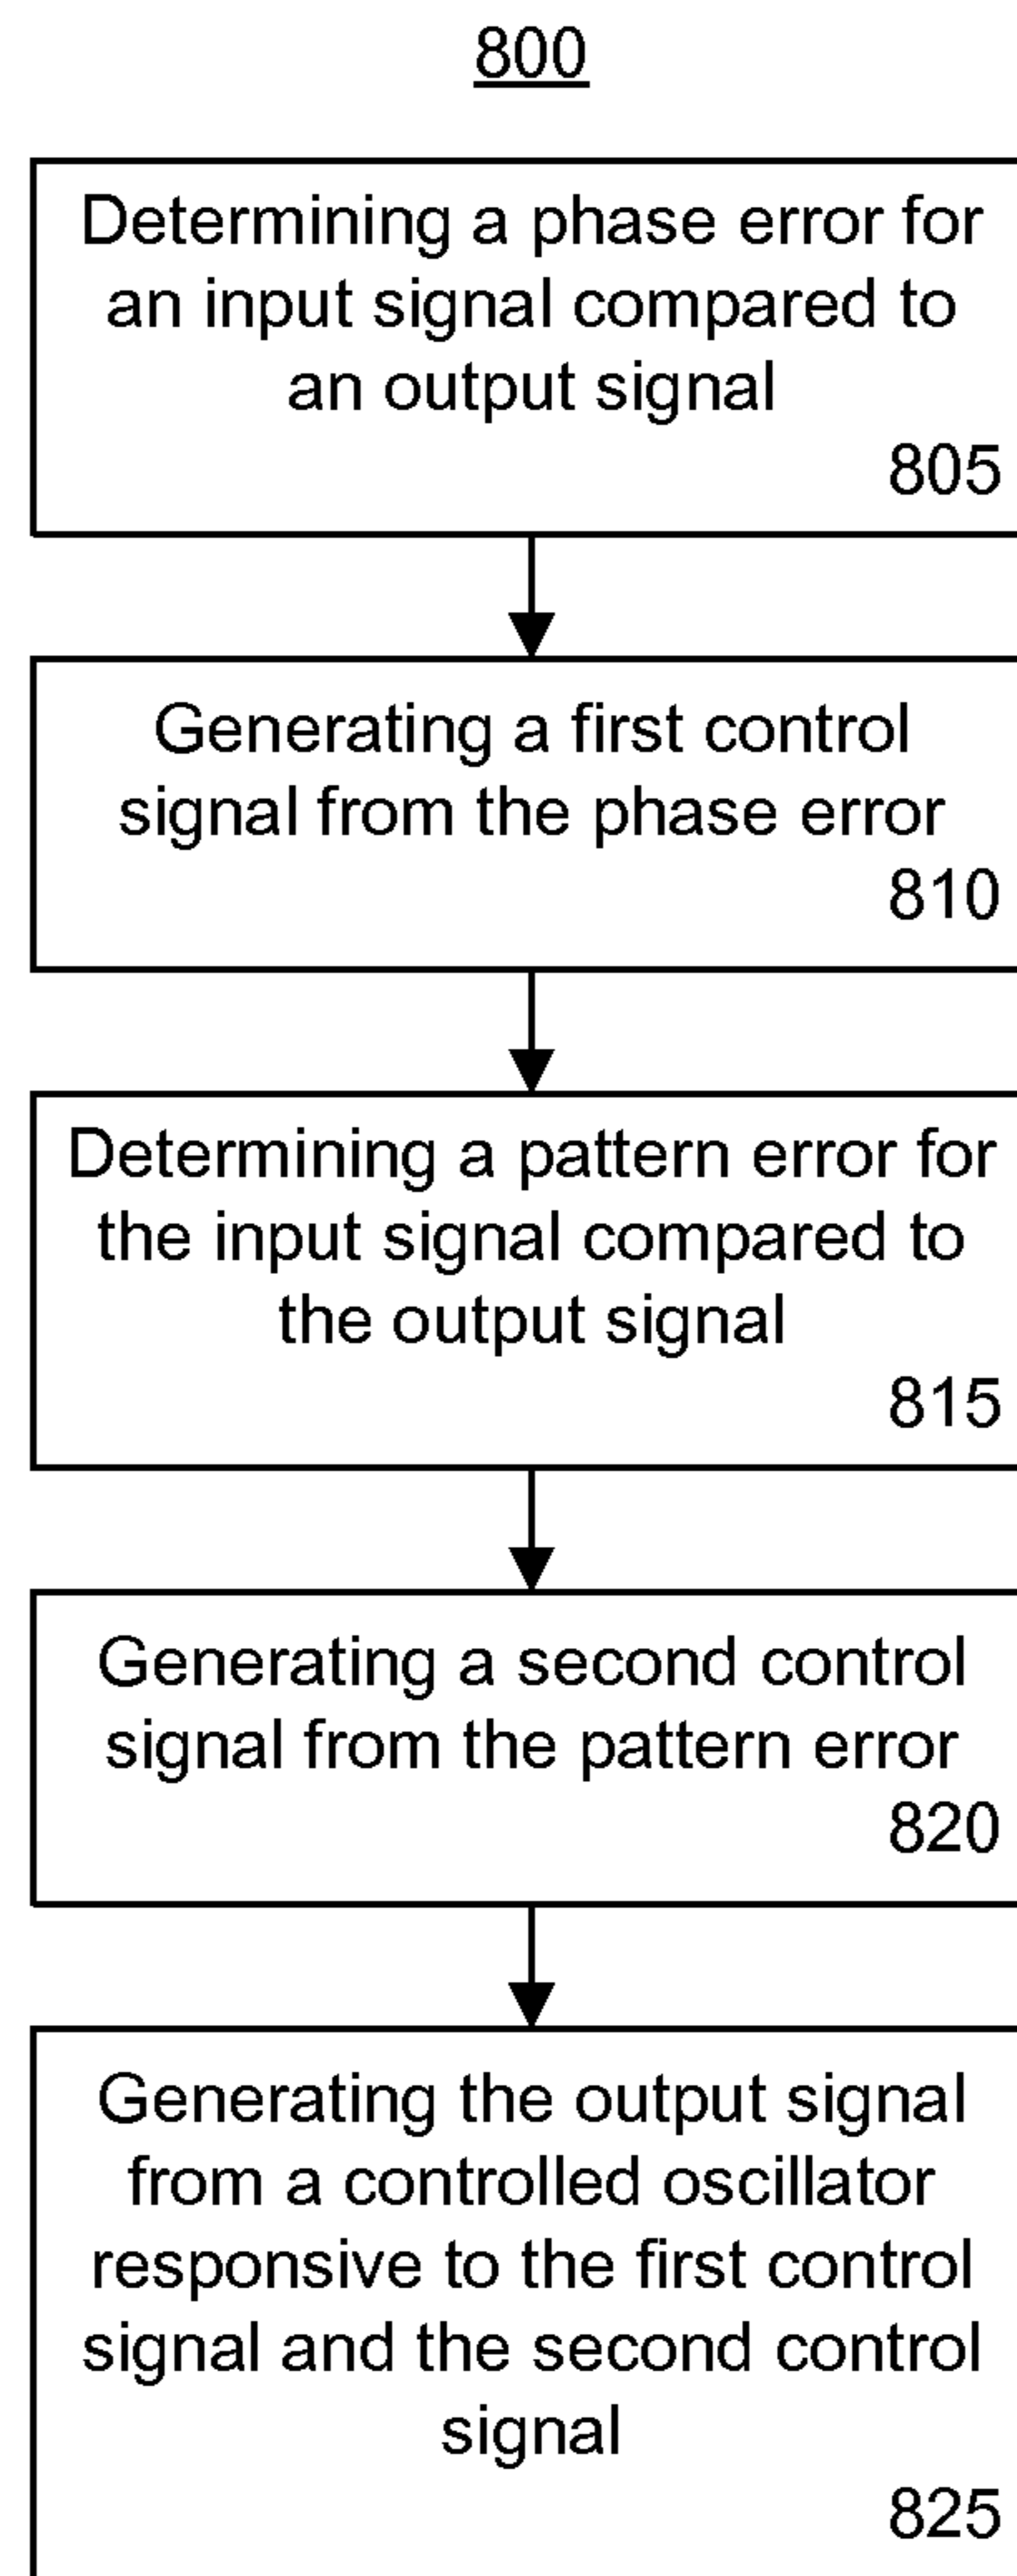 800
Determining a phase error for
an input signal compared to
an output signal
805
Generating a first control
signal from the phase error
810
Determining a pattern error for
the input signal compared to
the output signal
815
Generating a second control
signal from the pattern error
820
Generating the output signal
from a controlled oscillator
responsive to the first control
signal and the second control
signal
825